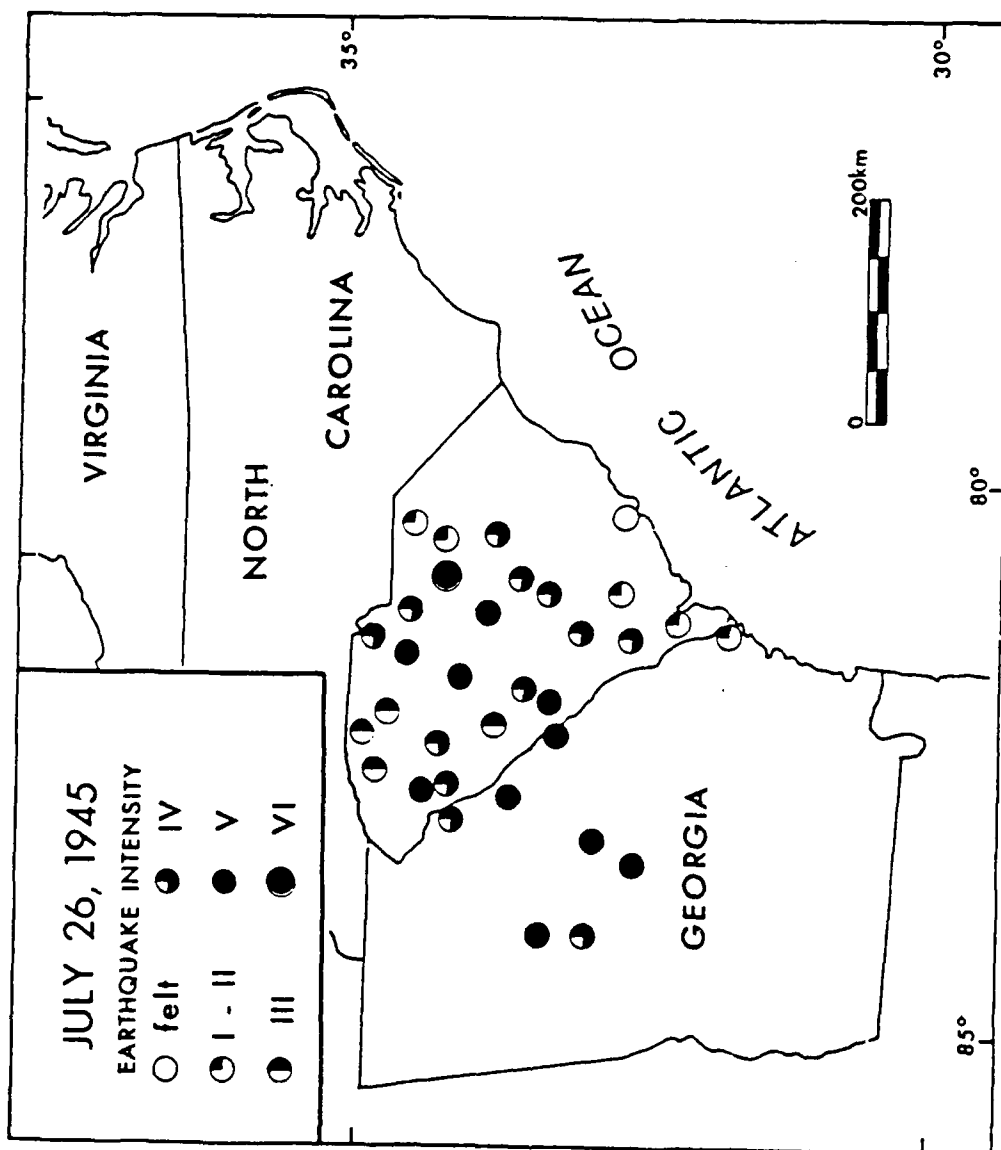 JULY 26, 1945
EARTHQUAKE INTENSITY
felt
IV
I - II
V
III
VI
VIRGINIA
NORTH
CAROLINA
GEORGIA
ATLANTIC OCEAN
0
200km
35°
30°
85°
80°